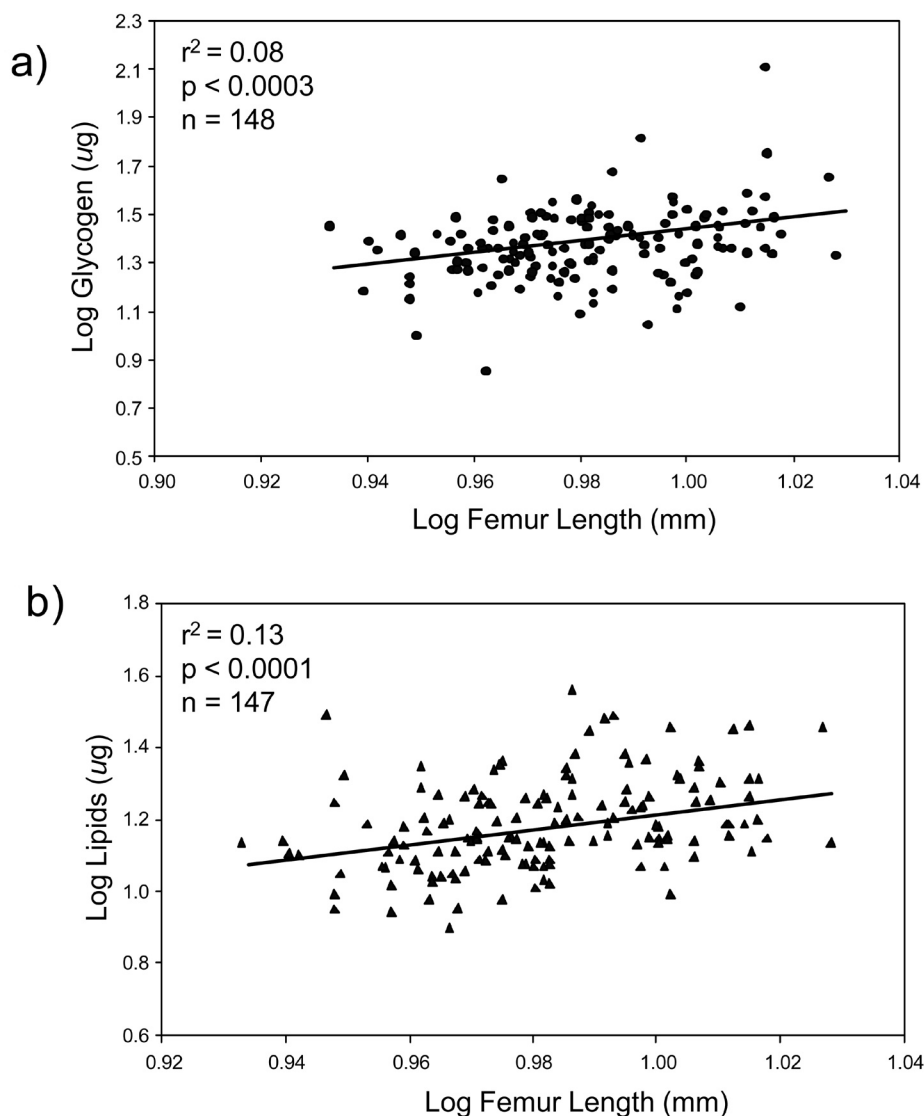 a)
r² = 0.08
p < 0.0003
n = 148
Log Glycogen (ug)
2.3
2.1
1.9
1.7
1.5
1.3
1.1
0.9
0.7
0.5
0.90 0.92 0.94 0.96 0.98 1.00 1.02 1.04
Log Femur Length (mm)
b)
r² = 0.13
p < 0.0001
n = 147
Log Lipids (ug)
1.8
1.6
1.4
1.2
1.0
0.8
0.6
0.92 0.94 0.96 0.98 1.00 1.02 1.04
Log Femur Length (mm)